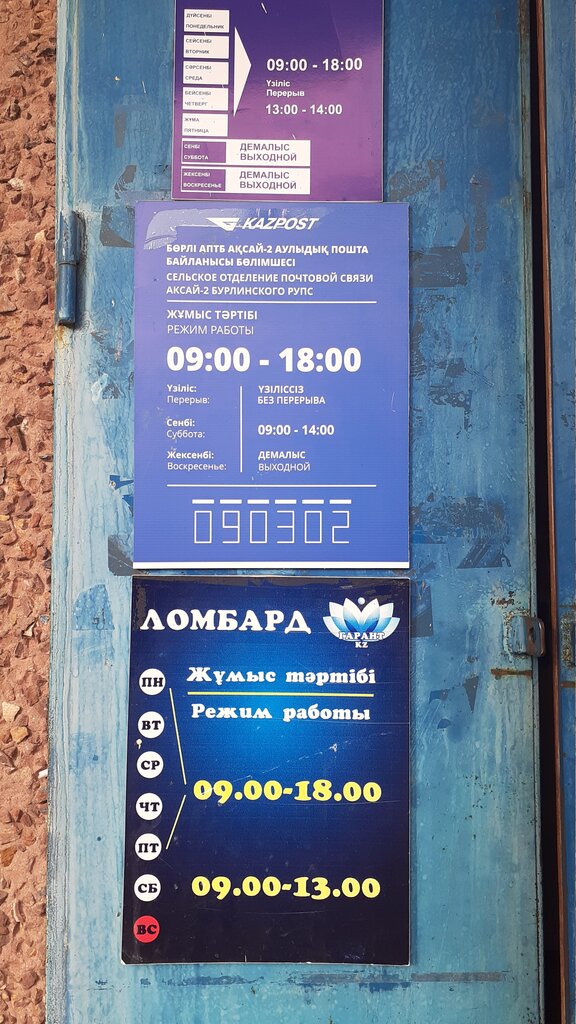 ДҮЙСЕНБІ
ПОНЕДЕЛЬНИК
СЕЙСЕНБІ
ВТОРНИК
СӘРСЕНБІ
СРЕДА
БЕЙСЕНБІ
ЧЕТВЕРГ
ЖҰМА
ПЯТНИЦА
09:00 - 18:00
Үзіліс
Перерыв
13:00 - 14:00
СЕНБІ
СУББОТА
ДЕМАЛЫС
ВЫХОДНОЙ
ЖЕКСЕНБІ
ВОСКРЕСЕНЬЕ
ДЕМАЛЫС
ВЫХОДНОЙ
KAZPOST
БӨРЛІ АПТБ АҚСАЙ-2 АУЛЫДЫҚ ПОШТА
БАЙЛАНЫСЫ БӨЛІМШЕСІ
СЕЛЬСКОЕ ОТДЕЛЕНИЕ ПОЧТОВОЙ СВЯЗИ
АКСАЙ-2 БУРЛИНСКОГО РУПС
ЖҰМЫС ТӘРТІБІ
РЕЖИМ РАБОТЫ
09:00 - 18:00
Үзіліс: ҮЗІЛІССІЗ
Перерыв: БЕЗ ПЕРЕРЫВА
Сенбі:
Суббота: 09:00 - 14:00
Жексенбі: ДЕМАЛЫС
Воскресенье: ВЫХОДНОЙ
090302
ЛОМБАРД
ГАРАНТ
KZ
Жұмыс тәртібі
Режим работы
ПН
ВТ
СР
ЧТ
ПТ
09.00-18.00
СБ 09.00-13.00
ВС